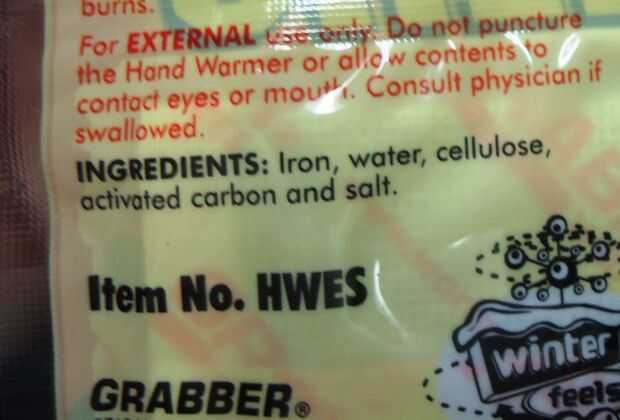 burns.
For EXTERNAL use only. Do not puncture
the Hand Warmer or allow contents to
contact eyes or mouth. Consult physician if
swallowed.
INGREDIENTS: Iron, water, cellulose,
activated carbon and salt.
Item No. HWES
winter
GRABBER®
feels